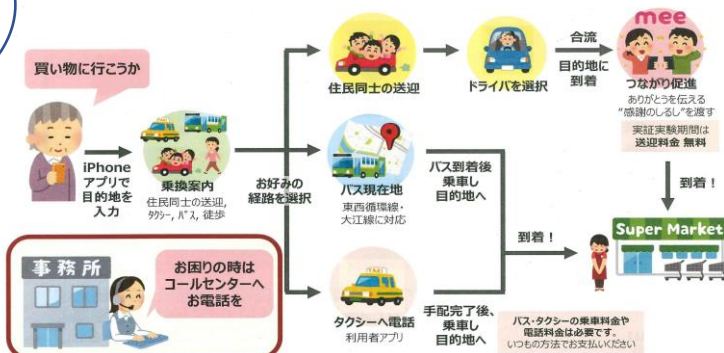 買い物に行こうか
iPhone
アプリで
目的地を
入力
乗換案内
住民同士の送迎,
タクシー, バス, 徒歩
お好みの
経路を選択
住民同士の送迎
ドライバを選択
合流
目的地に
到着
mee
つながり促進
ありがとうを伝える
“感謝のしるし”を渡す
実証実験期間は
送迎料金 無料
到着！
バス現在地
東西循環線・
大江線に対応
バス到着後
乗車し
目的地へ
到着！
Super Market
TAXI
タクシーへ電話
利用者アプリ
手配完了後、
乗車し
目的地へ
バス・タクシーの乗車料金や
電話料金は必要です。
いつもの方法でお支払いください
事務所
お困りの時は
コールセンターへ
お電話を